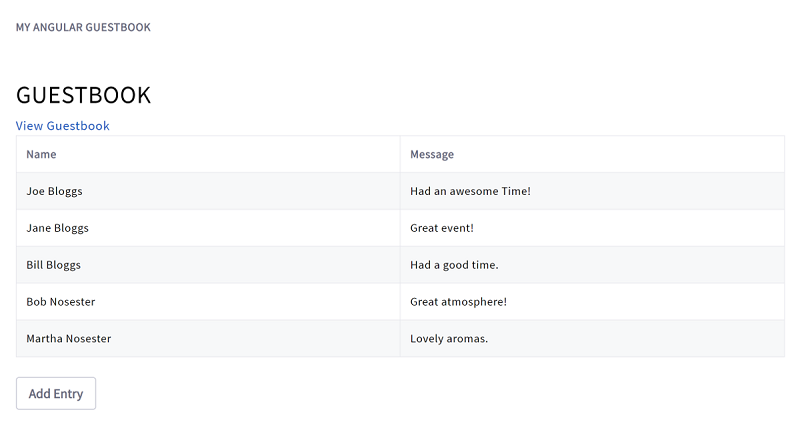 MY ANGULAR GUESTBOOK
GUESTBOOK
View Guestbook
Name Message
Joe Bloggs Had an awesome Time!
Jane Bloggs Great event!
Bill Bloggs Had a good time.
Bob Nosester Great atmosphere!
Martha Nosester Lovely aromas.
Add Entry